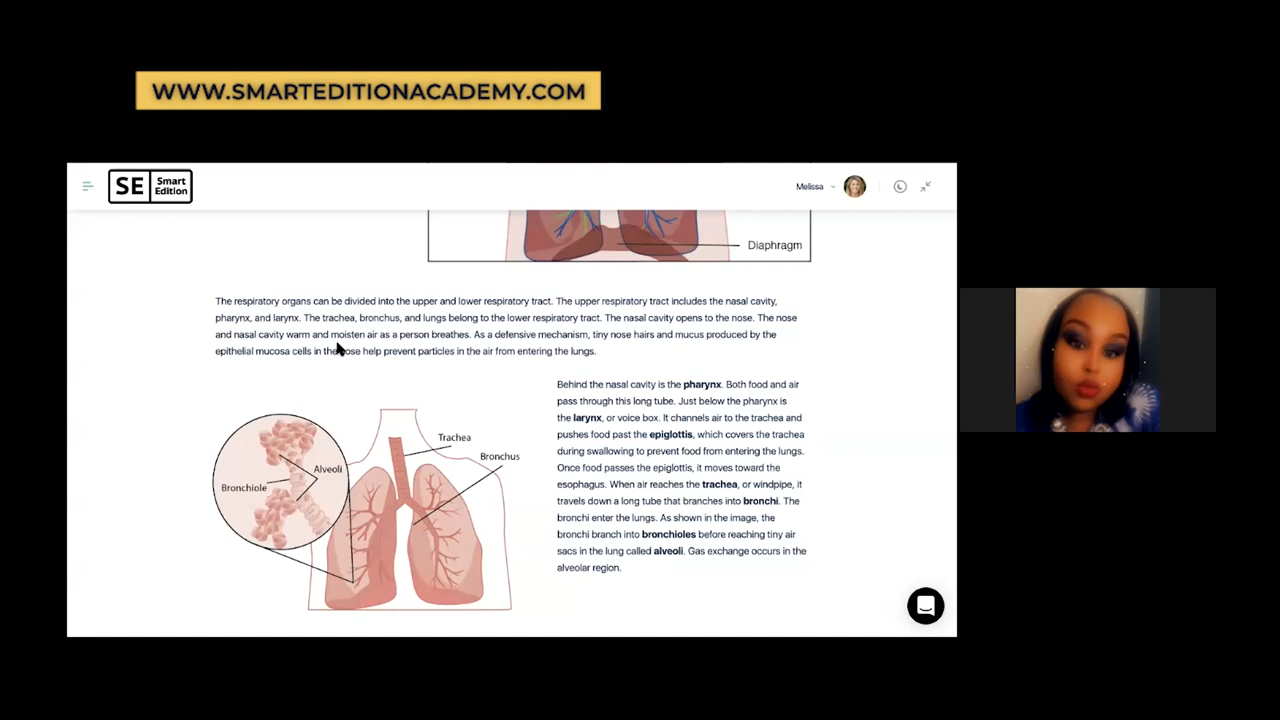 WWW.SMARTEDITIONACADEMY.COM
SE Smart Edition
Melissa
Diaphragm
The respiratory organs can be divided into the upper and lower respiratory tract. The upper respiratory tract includes the nasal cavity,
pharynx, and larynx. The trachea, bronchus, and lungs belong to the lower respiratory tract. The nasal cavity opens to the nose. The nose
and nasal cavity warm and moisten air as a person breathes. As a defensive mechanism, tiny nose hairs and mucus produced by the
epithelial mucosa cells in the nose help prevent particles in the air from entering the lungs.
Trachea
Bronchus
Alveoli
Bronchiole
Behind the nasal cavity is the pharynx. Both food and air
pass through this long tube. Just below the pharynx is
the larynx, or voice box. It channels air to the trachea and
pushes food past the epiglottis, which covers the trachea
during swallowing to prevent food from entering the lungs.
Once food passes the epiglottis, it moves toward the
esophagus. When air reaches the trachea, or windpipe, it
travels down a long tube that branches into bronchi. The
bronchi enter the lungs. As shown in the image, the
bronchi branch into bronchioles before reaching tiny air
sacs in the lung called alveoli. Gas exchange occurs in the
alveolar region.